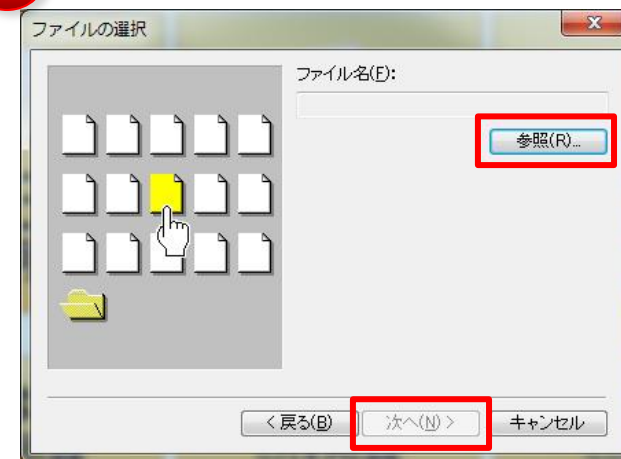 ファイルの選択
ファイル名(F):
参照(R)...
< 戻る(B)
次へ(N) >
キャンセル